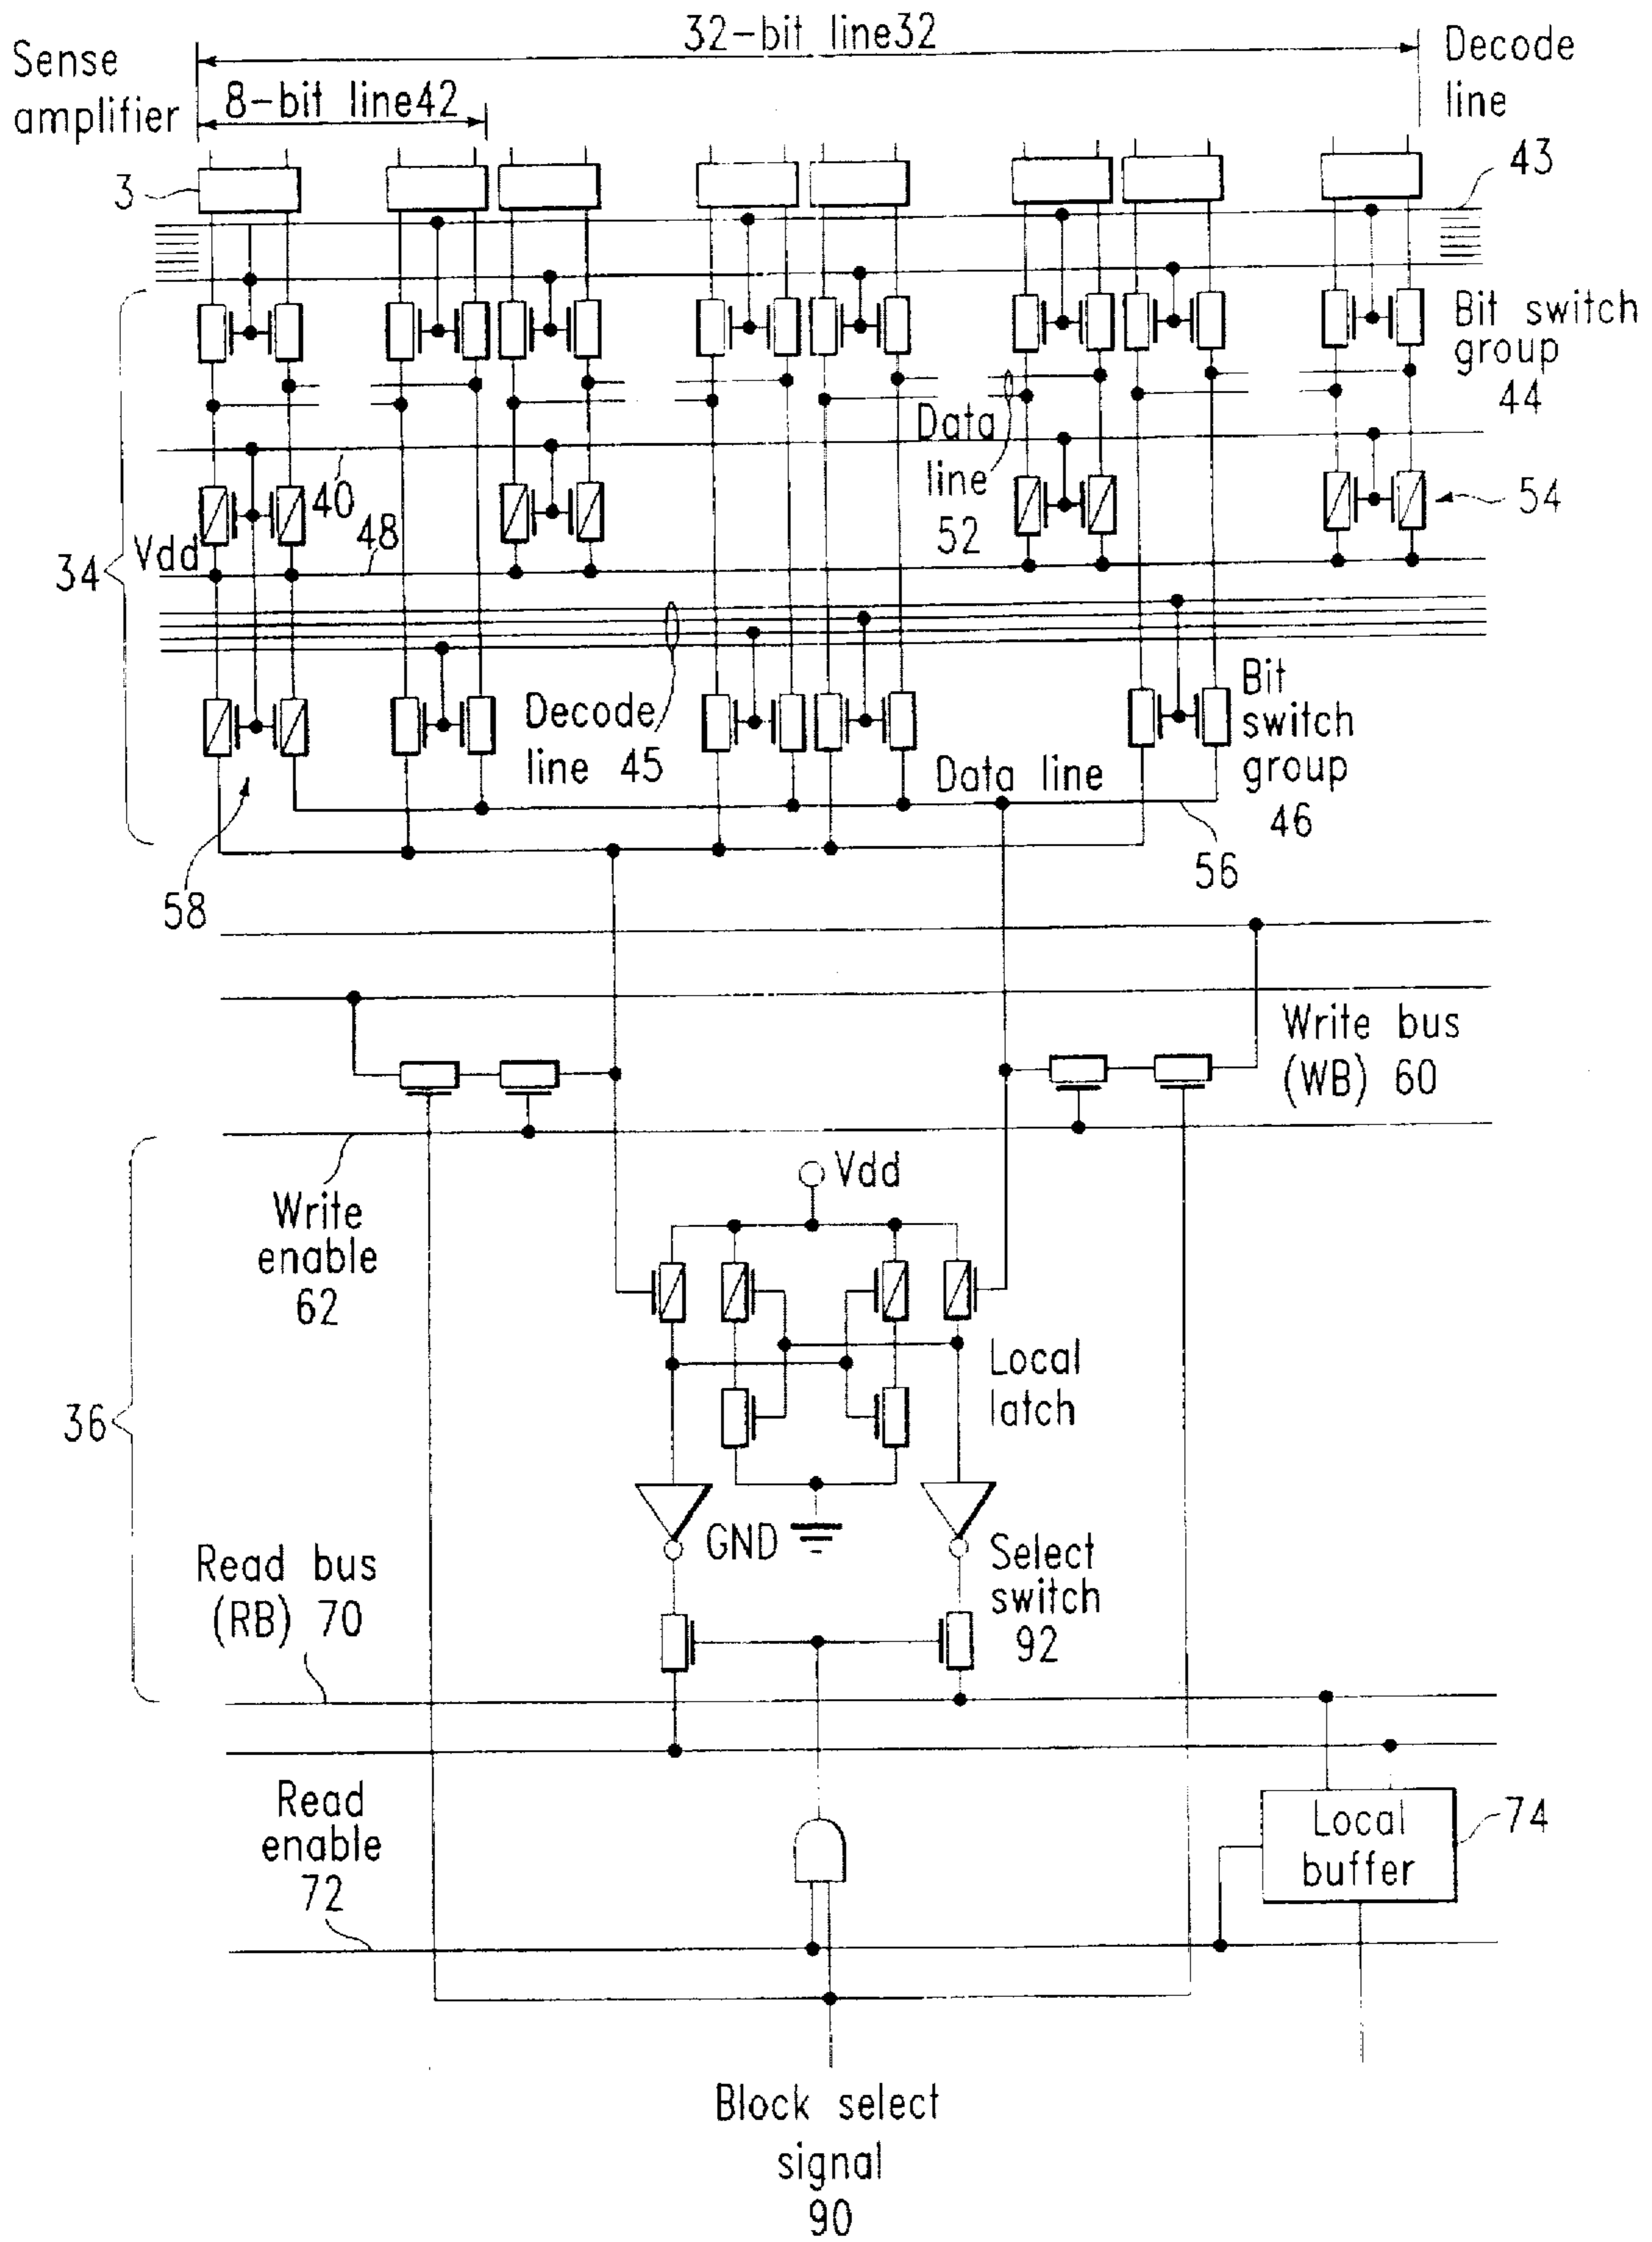 32-bit line32
Sense
amplifier
8-bit line42
Decode
line
3
43
Bit switch
group
44
Data
line
52
40
48
Vdd
54
34
Decode
line 45
Bit
switch
group
46
Data line
56
58
Write bus
(WB) 60
Vdd
Write
enable
62
Local
latch
36
GND
Select
switch
92
Read bus
(RB) 70
Read
enable
72
Local
buffer
74
Block select
signal
90